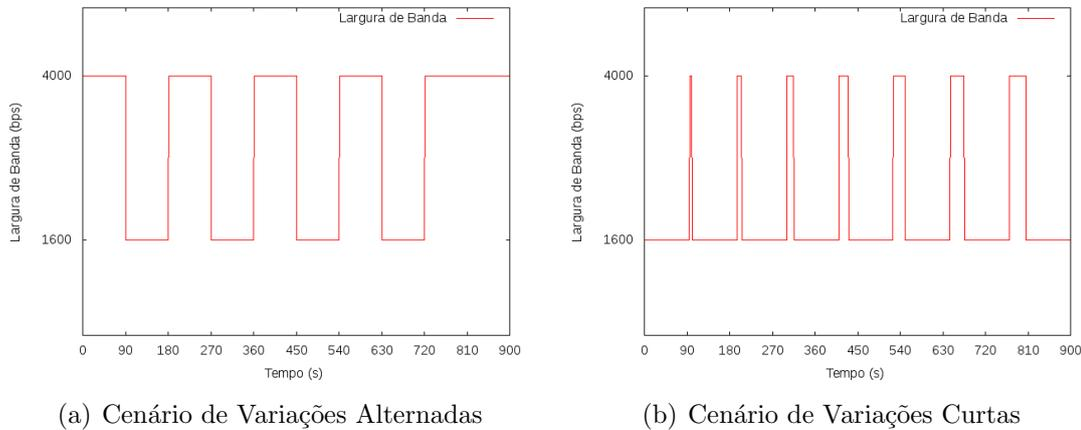 Largura de Banda
4000
1600
Largura de Banda (bps)
0 90 180 270 360 450 540 630 720 810 900
Tempo (s)
(a) Cenário de Variações Alternadas
Largura de Banda
4000
1600
Largura de Banda (bps)
0 90 180 270 360 450 540 630 720 810 900
Tempo (s)
(b) Cenário de Variações Curtas